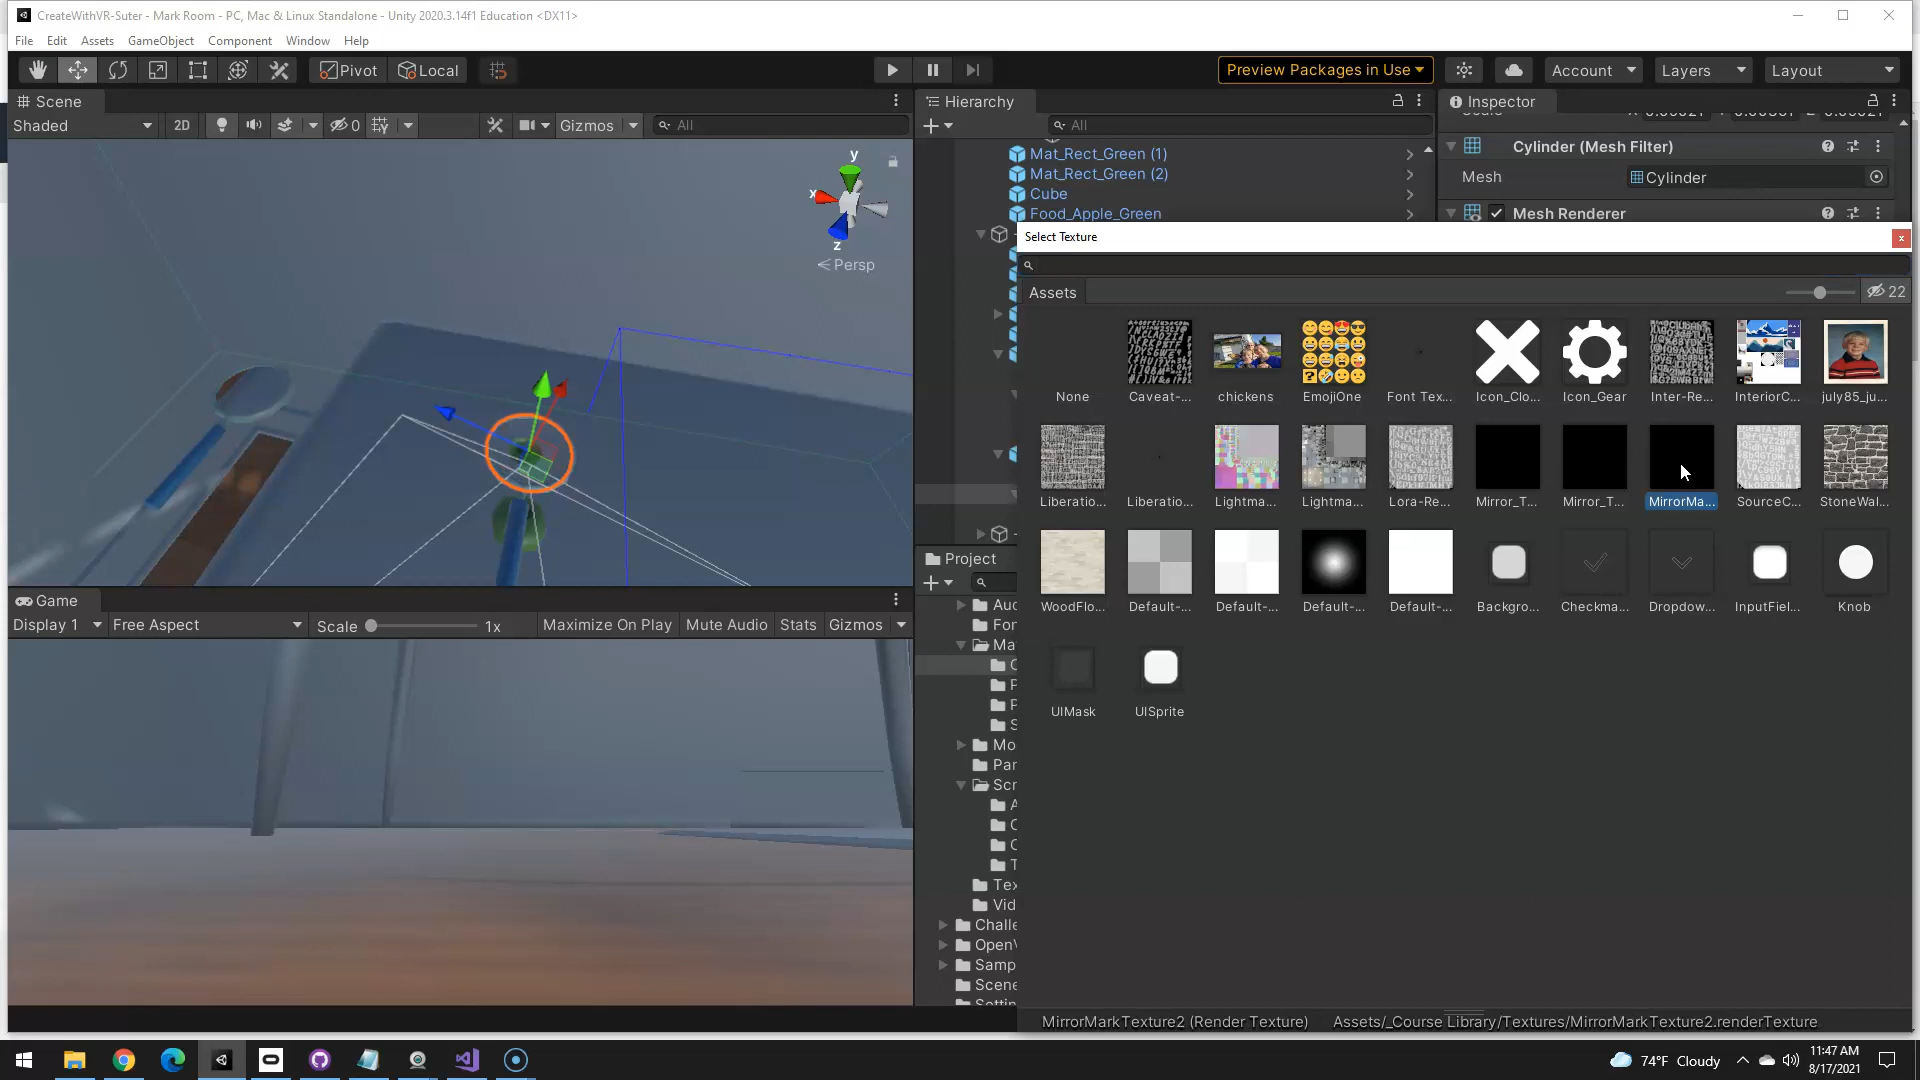 CreateWithVR-Suter - Mark Room - PC, Mac & Linux Standalone - Unity 2020.3.14f1 Education <DX11>
File Edit Assets GameObject Component Window Help
Pivot Local Preview Packages in Use Account Layers Layout
Scene
Shaded 2D 0 Gizmos All
y
x
z
Persp
Game
Display 1 Free Aspect Scale 1x Maximize On Play Mute Audio Stats Gizmos
Hierarchy
All
Mat_Rect_Green (1)
Mat_Rect_Green (2)
Cube
Food_Apple_Green
Project
Auc
For
Ma
Mo
Par
Scr
Tex
Vid
Challe
OpenV
Samp
Scene
Inspector
Cylinder (Mesh Filter)
Mesh Cylinder
Mesh Renderer
Select Texture
Assets 22
None Caveat-... chickens EmojiOne Font Tex... Icon_Clo... Icon_Gear Inter-Re... InteriorC... july85_ju...
Liberatio... Liberatio... Lightma... Lightma... Lora-Re... Mirror_T... Mirror_T... MirrorMa... SourceC... StoneWal...
WoodFlo... Default-... Default-... Default-... Default-... Backgro... Checkma... Dropdow... InputFiel... Knob
UIMask UISprite
MirrorMarkTexture2 (Render Texture) Assets/_Course Library/Textures/MirrorMarkTexture2.renderTexture
74°F Cloudy
11:47 AM
8/17/2021